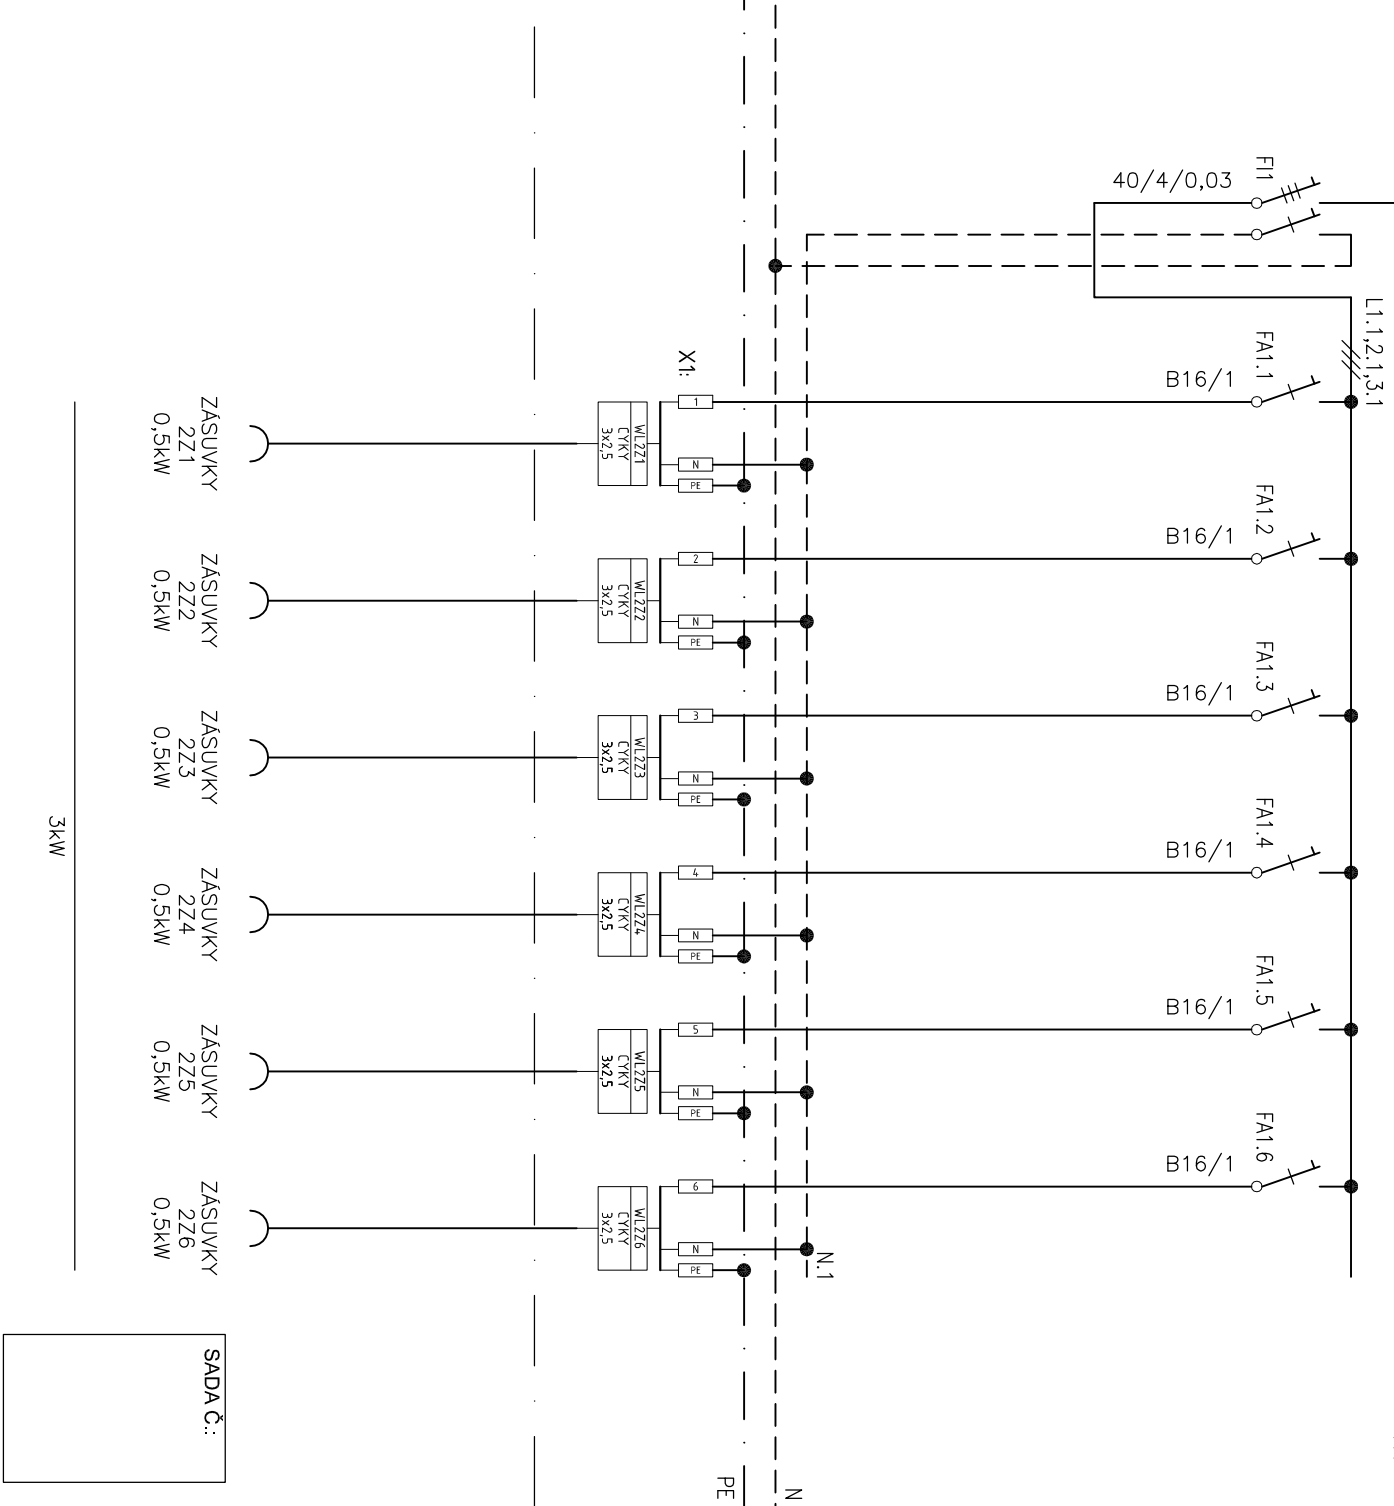 FI1
40/4/0,03
L1.1,2.1,3.1
FA1.1
B16/1
FA1.2
B16/1
FA1.3
B16/1
FA1.4
B16/1
FA1.5
B16/1
FA1.6
B16/1
N.1
N
PE
X1:
1
N
PE
WL2Z1
CYKY
3x2,5
2
N
PE
WL2Z2
CYKY
3x2,5
3
N
PE
WL2Z3
CYKY
3x2,5
4
N
PE
WL2Z4
CYKY
3x2,5
5
N
PE
WL2Z5
CYKY
3x2,5
6
N
PE
WL2Z6
CYKY
3x2,5
ZÁSUVKY
2Z1
0,5kW
ZÁSUVKY
2Z2
0,5kW
ZÁSUVKY
2Z3
0,5kW
ZÁSUVKY
2Z4
0,5kW
ZÁSUVKY
2Z5
0,5kW
ZÁSUVKY
2Z6
0,5kW
3kW
SADA Č.: